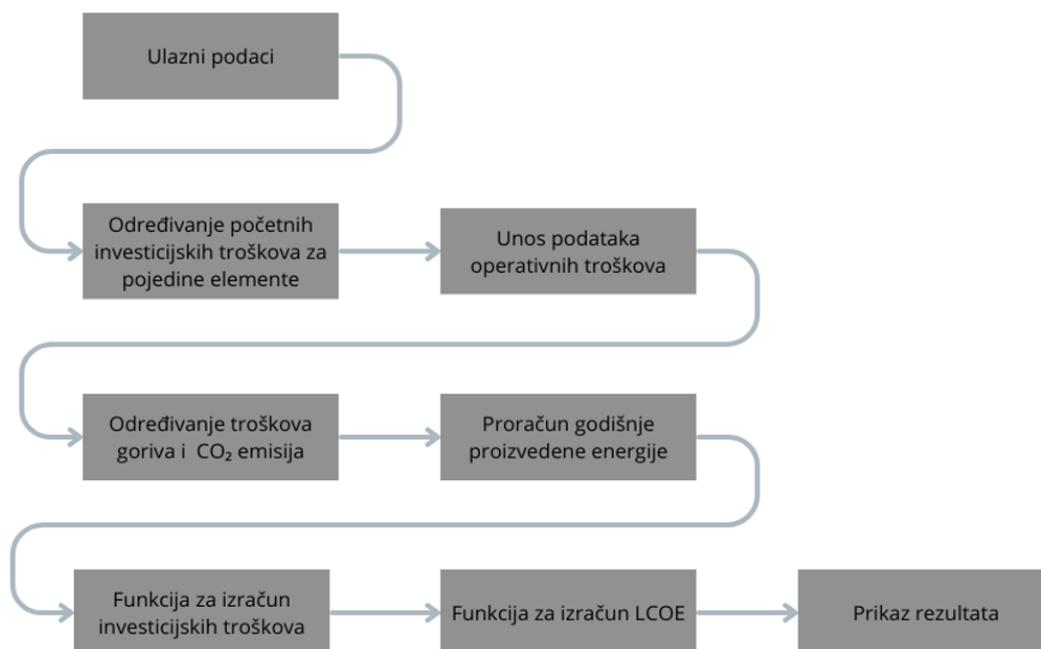 Ulazni podaci
Određivanje početnih
investicijskih troškova za
pojedine elemente
Unos podataka
operativnih troškova
Određivanje troškova
goriva i  CO₂ emisija
Proračun godišnje
proizvedene energije
Funkcija za izračun
investicijskih troškova
Funkcija za izračun LCOE
Prikaz rezultata